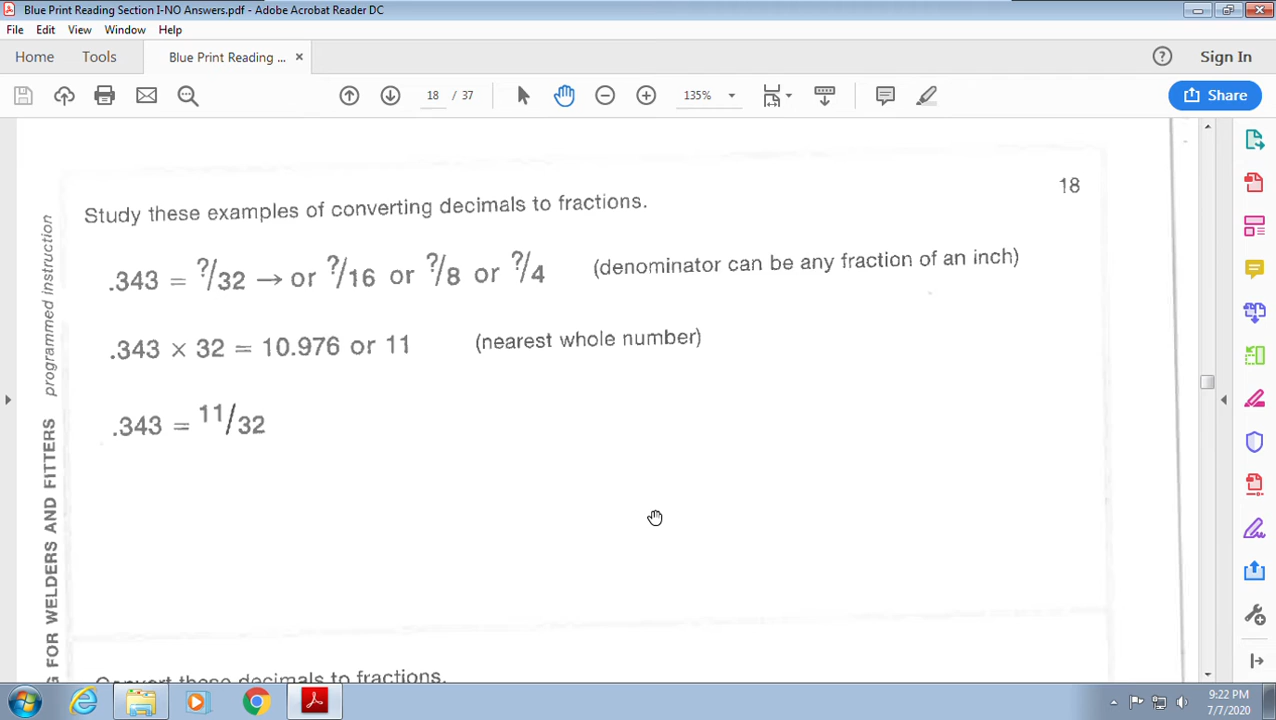 Blue Print Reading Section I-NO Answers.pdf - Adobe Acrobat Reader DC
File Edit View Window Help
Home Tools Blue Print Reading ... × ? Sign In
18 / 37 135% Share
18
Study these examples of converting decimals to fractions.
.343 = ?/32 → or ?/16 or ?/8 or ?/4 (denominator can be any fraction of an inch)
.343 × 32 = 10.976 or 11 (nearest whole number)
.343 = 11/32
Convert these decimals to fractions.
FOR WELDERS AND FITTERS programmed instruction
9:22 PM
7/7/2020